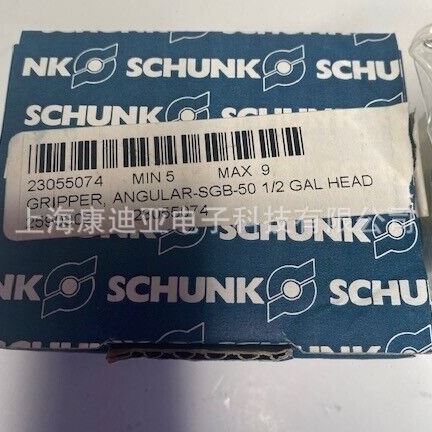 NK SCHUNK
SCHUNK
23055074 MIN 5 MAX 9
GRIPPER, ANGULAR-SGB-50 1/2 GAL HEAD
23055074
上海康迪亚电子科技有限公司
NK SCHUNK
SCHUNK